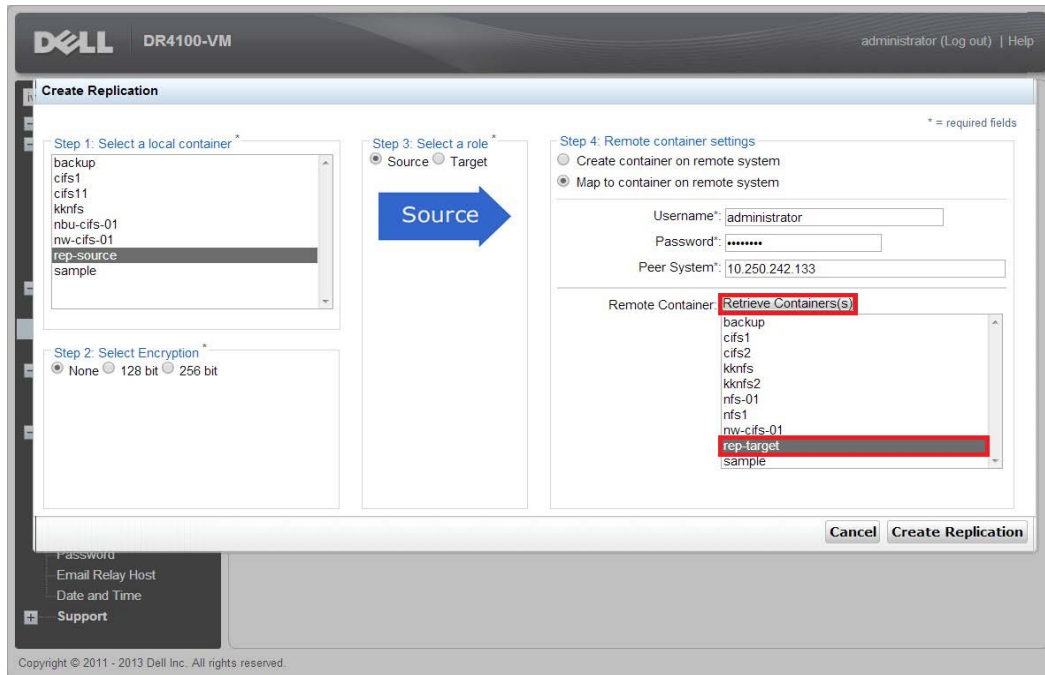 DELL DR4100-VM
administrator (Log out) | Help
Create Replication
* = required fields
Step 1: Select a local container *
backup
cifs1
cifs11
kknfs
nbu-cifs-01
nw-cifs-01
rep-source
sample
Step 2: Select Encryption *
None 128 bit 256 bit
Step 3: Select a role *
Source Target
Source
Step 4: Remote container settings
Create container on remote system
Map to container on remote system
Username*: administrator
Password*: ••••••••
Peer System*: 10.250.242.133
Remote Container: Retrieve Containers(s)
backup
cifs1
cifs2
kknfs
kknfs2
nfs-01
nfs1
nw-cifs-01
rep-target
sample
Cancel Create Replication
Password
Email Relay Host
Date and Time
Support
Copyright © 2011 - 2013 Dell Inc. All rights reserved.